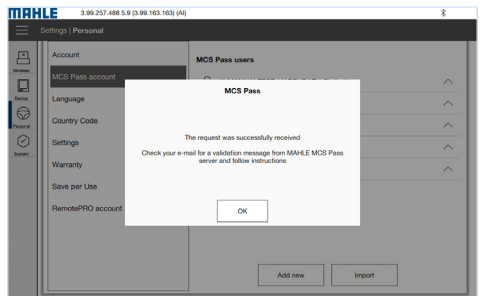 MAHLE
3.99.257.488 5.9 (3.99.163.163) (AI)
Settings | Personal
Wireless
Device
Personal
System
Account
MCS Pass account
Language
Country Code
Settings
Warranty
Save per Use
RemotePRO account
MCS Pass users
MCS Pass
The request was successfully received
Check your e-mail for a validation message from MAHLE MCS Pass
server and follow instructions
OK
Add new
Import